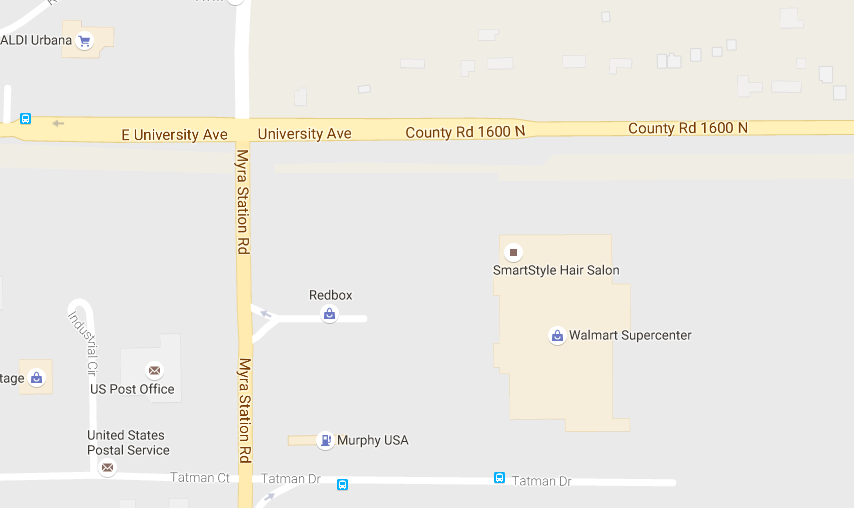 ALDI Urbana
E University Ave
University Ave
County Rd 1600 N
County Rd 1600 N
Myra Station Rd
SmartStyle Hair Salon
Redbox
Walmart Supercenter
Industrial Cir
tage
US Post Office
Myra Station Rd
Murphy USA
United States
Postal Service
Tatman Ct
Tatman Dr
Tatman Dr